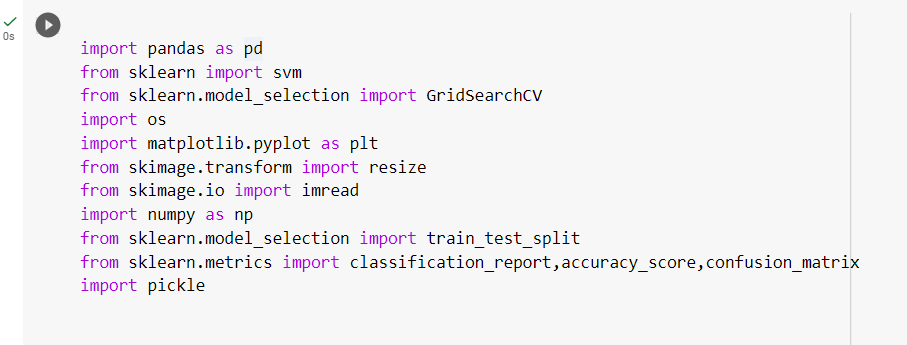 0s
import pandas as pd
from sklearn import svm
from sklearn.model_selection import GridSearchCV
import os
import matplotlib.pyplot as plt
from skimage.transform import resize
from skimage.io import imread
import numpy as np
from sklearn.model_selection import train_test_split
from sklearn.metrics import classification_report,accuracy_score,confusion_matrix
import pickle